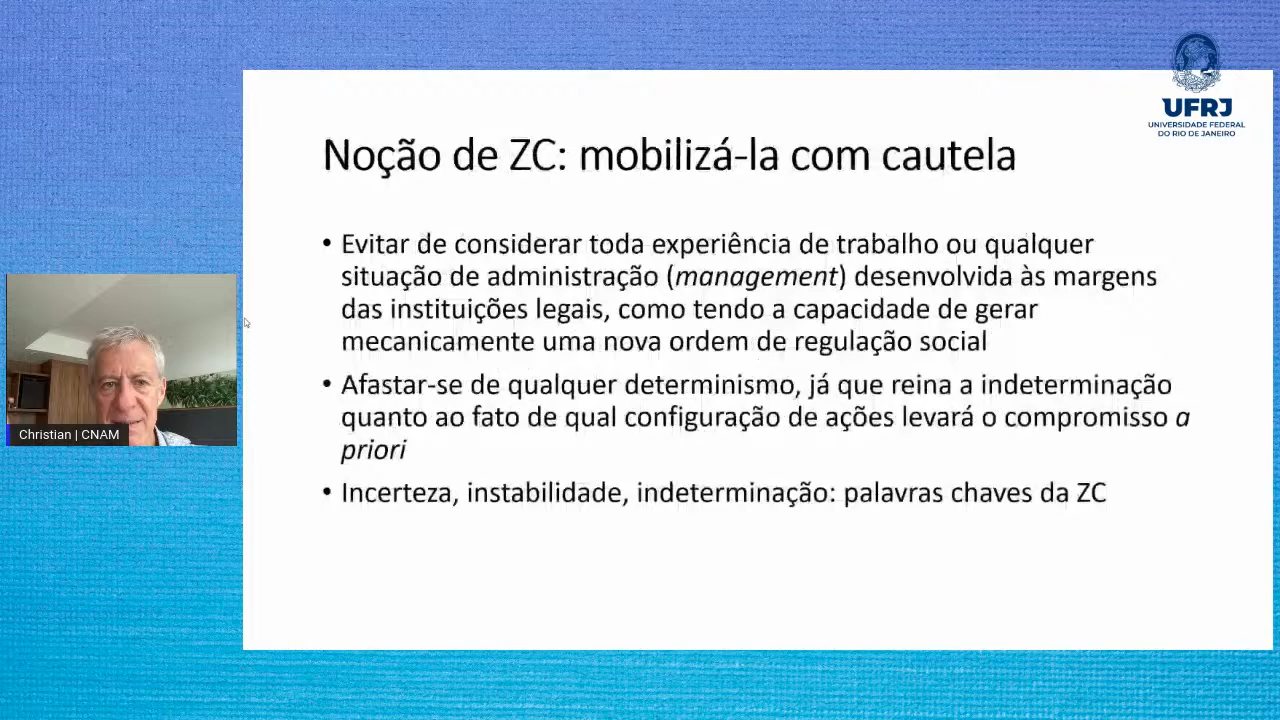 UFRJ
UNIVERSIDADE FEDERAL
DO RIO DE JANEIRO
Noção de ZC: mobilizá-la com cautela
• Evitar de considerar toda experiência de trabalho ou qualquer
situação de administração (management) desenvolvida às margens
das instituições legais, como tendo a capacidade de gerar
mecanicamente uma nova ordem de regulação social
• Afastar-se de qualquer determinismo, já que reina a indeterminação
quanto ao fato de qual configuração de ações levará o compromisso a
priori
• Incerteza, instabilidade, indeterminação: palavras chaves da ZC
Christian | CNAM